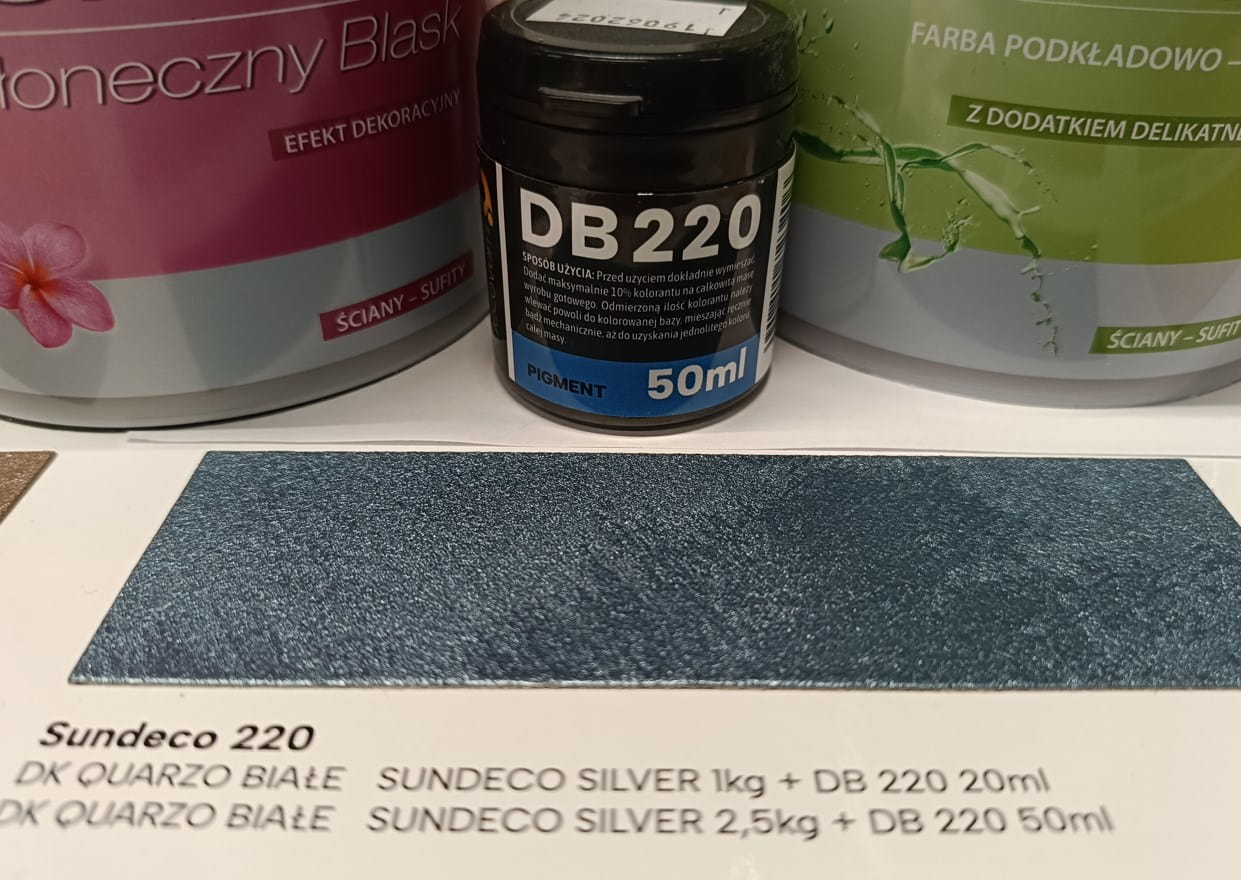 łoneczny Blask
EFEKT DEKORACYJNY
ŚCIANY – SUFITY
19062024
DB220
SPOSÓB UŻYCIA: Przed użyciem dokładnie wymieszać.
Dodać maksymalnie 10% kolorantu na całkowitą masę
wyrobu gotowego. Odmierzoną ilość kolorantu należy
wlewać powoli do kolorowanej bazy, mieszając ręcznie
bądź mechanicznie, aż do uzyskania jednolitego koloru
całej masy.
PIGMENT 50ml
FARBA PODKŁADOWO –
Z DODATKIEM DELIKATNE
ŚCIANY – SUFIT
Sundeco 220
DK QUARZO BIAŁE SUNDECO SILVER 1kg + DB 220 20ml
DK QUARZO BIAŁE SUNDECO SILVER 2,5kg + DB 220 50ml